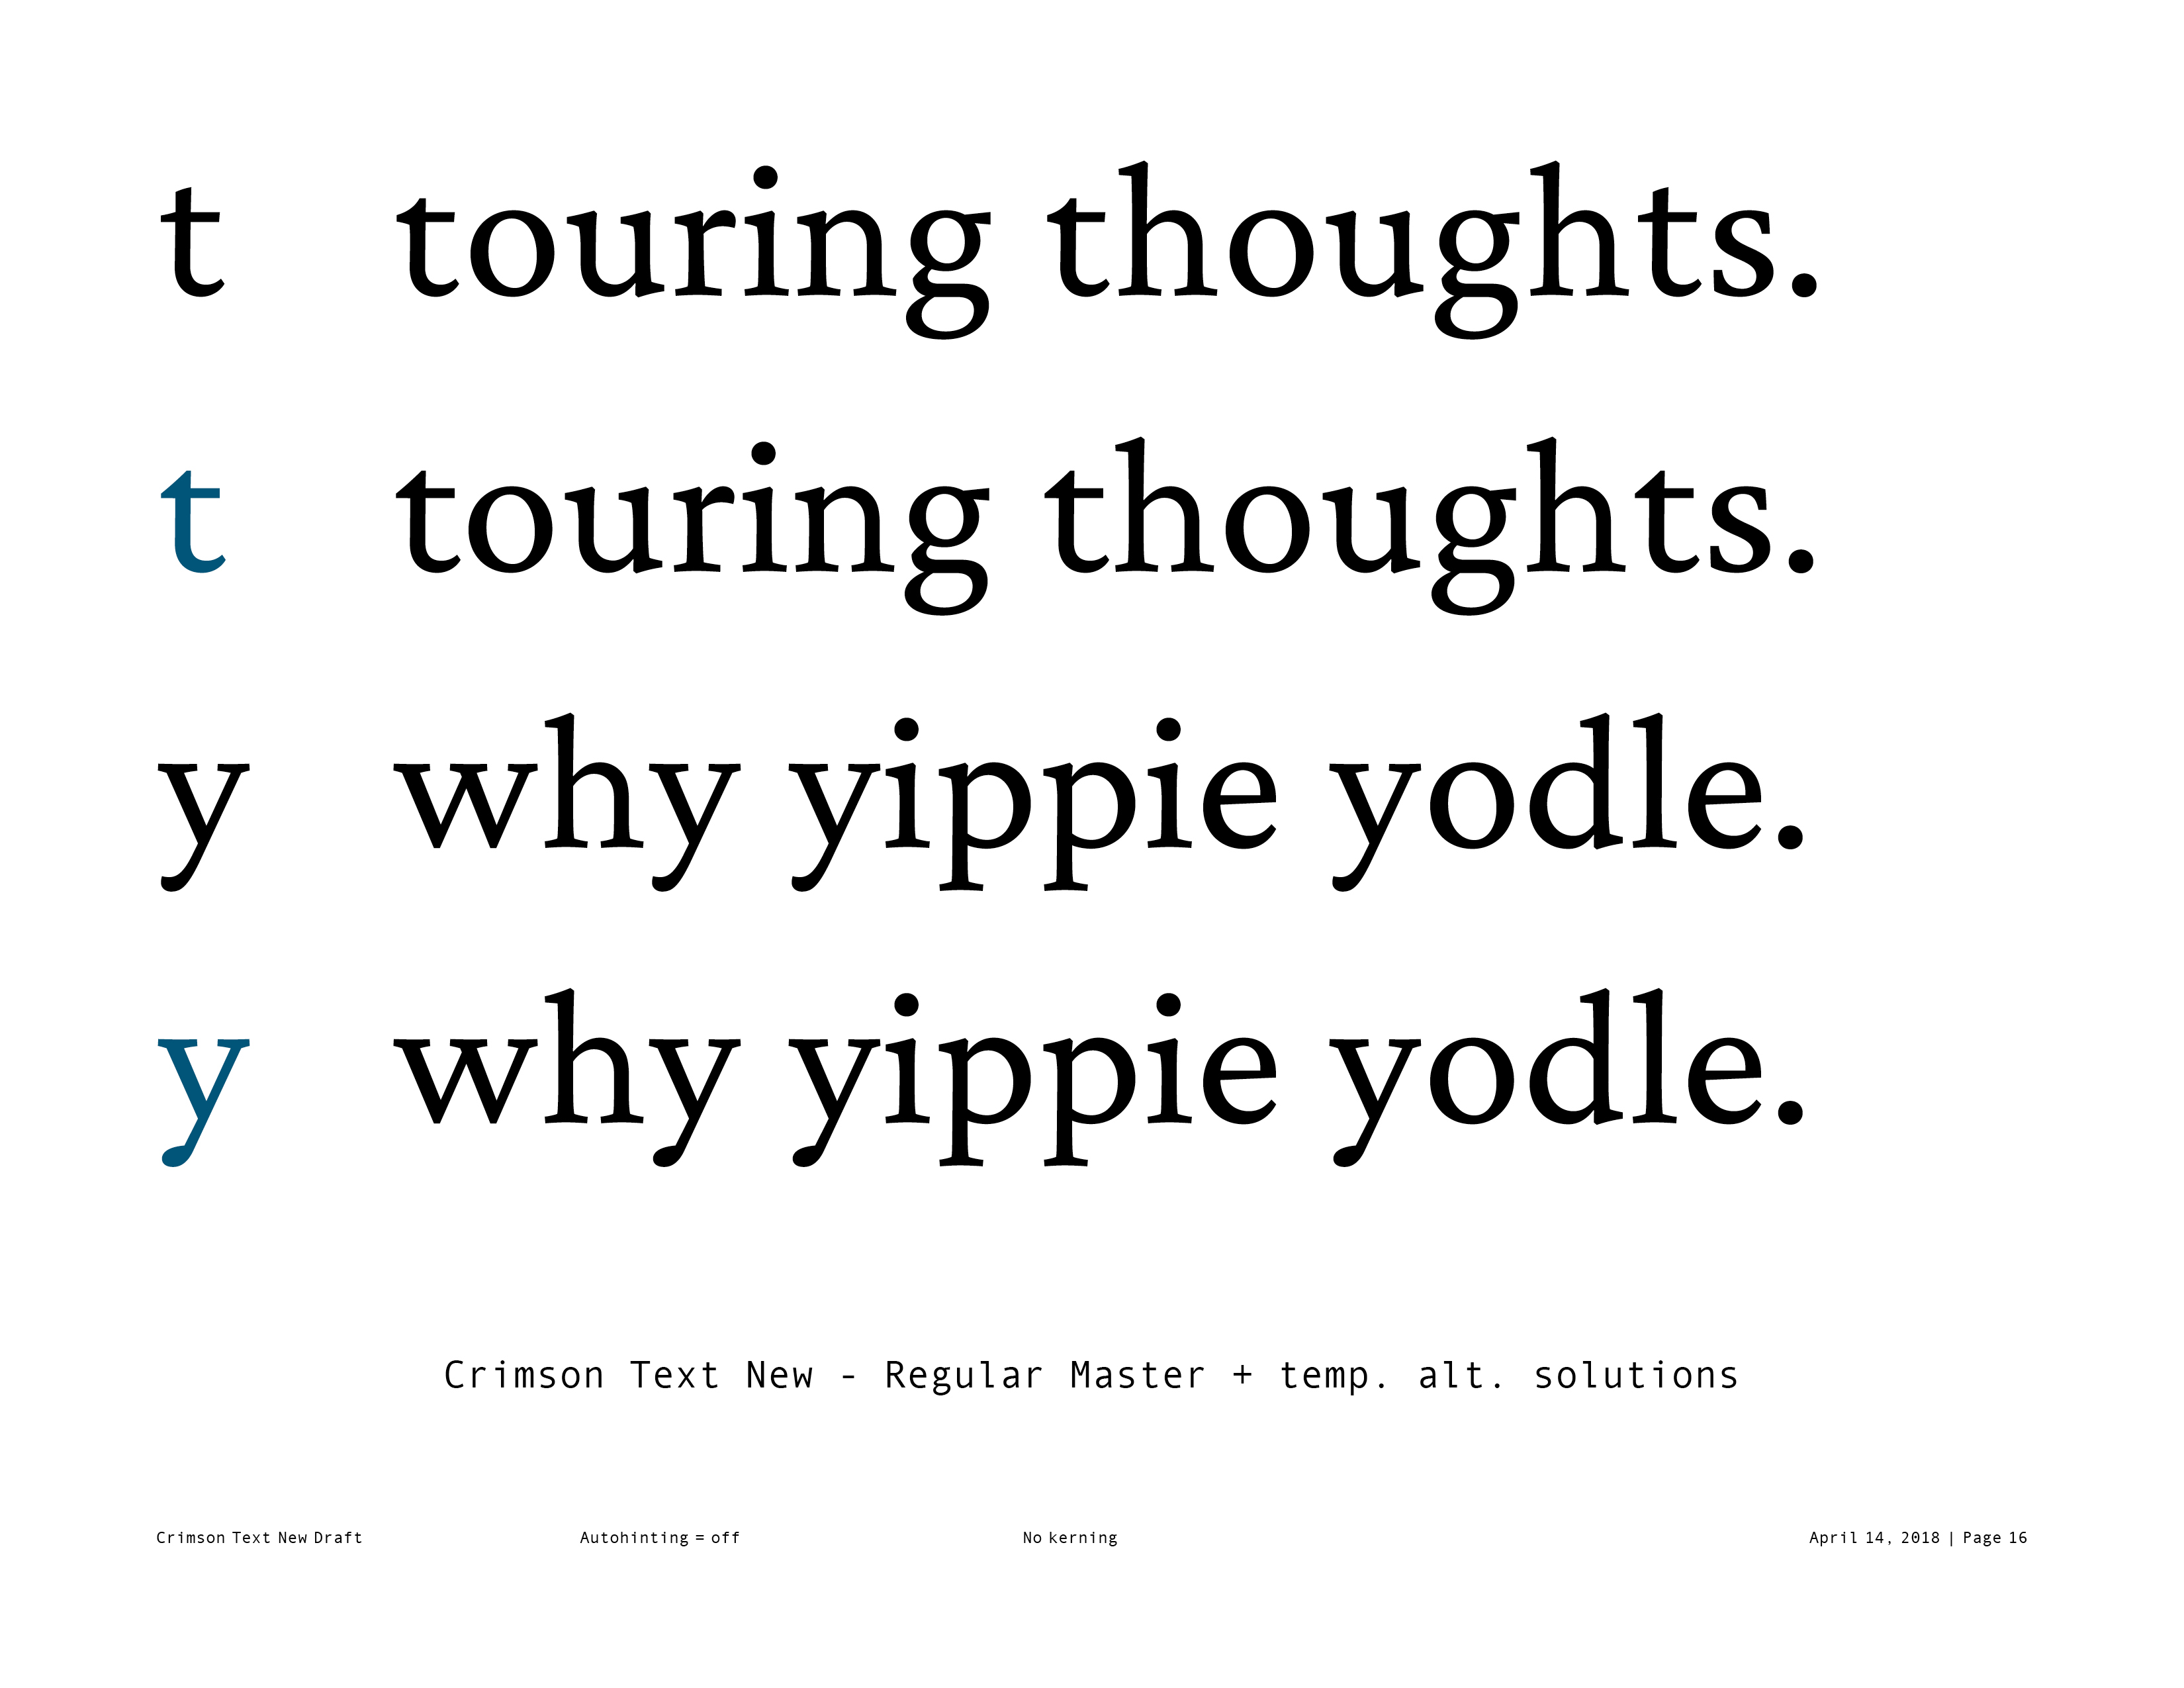 t touring thoughts.
t touring thoughts.
y why yippie yodle.
y why yippie yodle.
Crimson Text New - Regular Master + temp. alt. solutions
Crimson Text New Draft Autohinting = off No kerning April 14, 2018 | Page 16